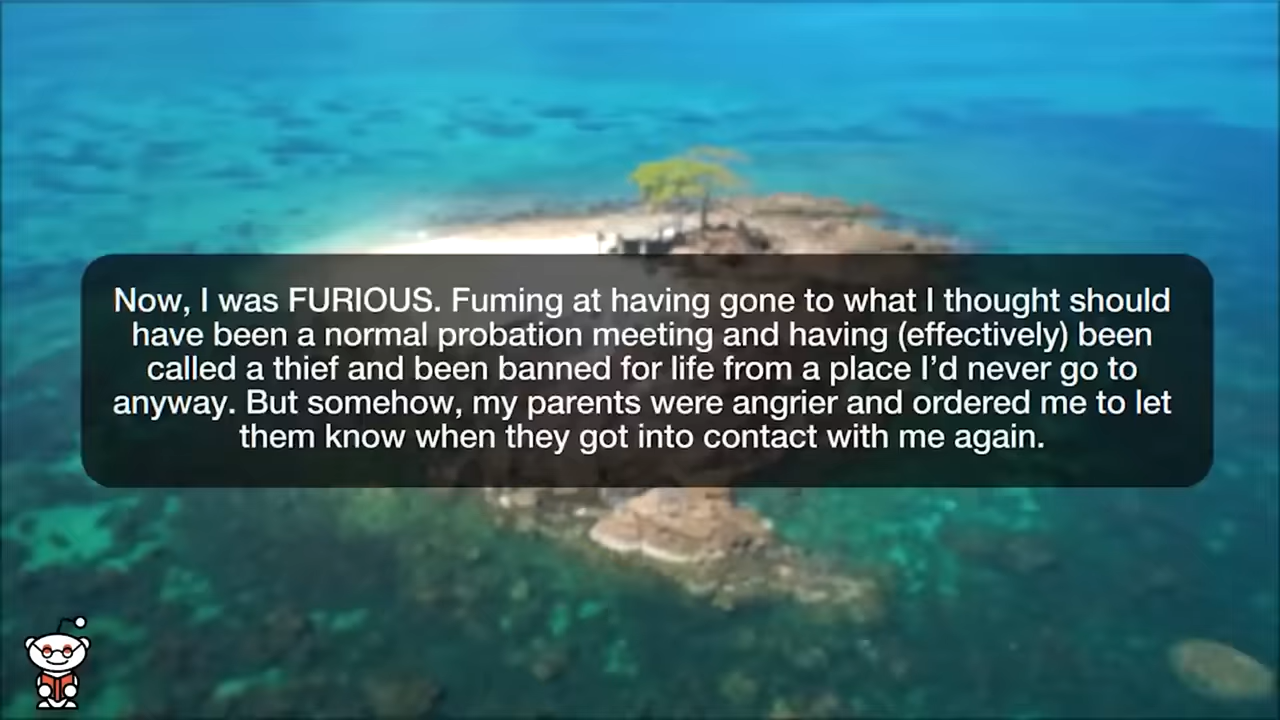 Now, I was FURIOUS. Fuming at having gone to what I thought should
have been a normal probation meeting and having (effectively) been
called a thief and been banned for life from a place I’d never go to
anyway. But somehow, my parents were angrier and ordered me to let
them know when they got into contact with me again.